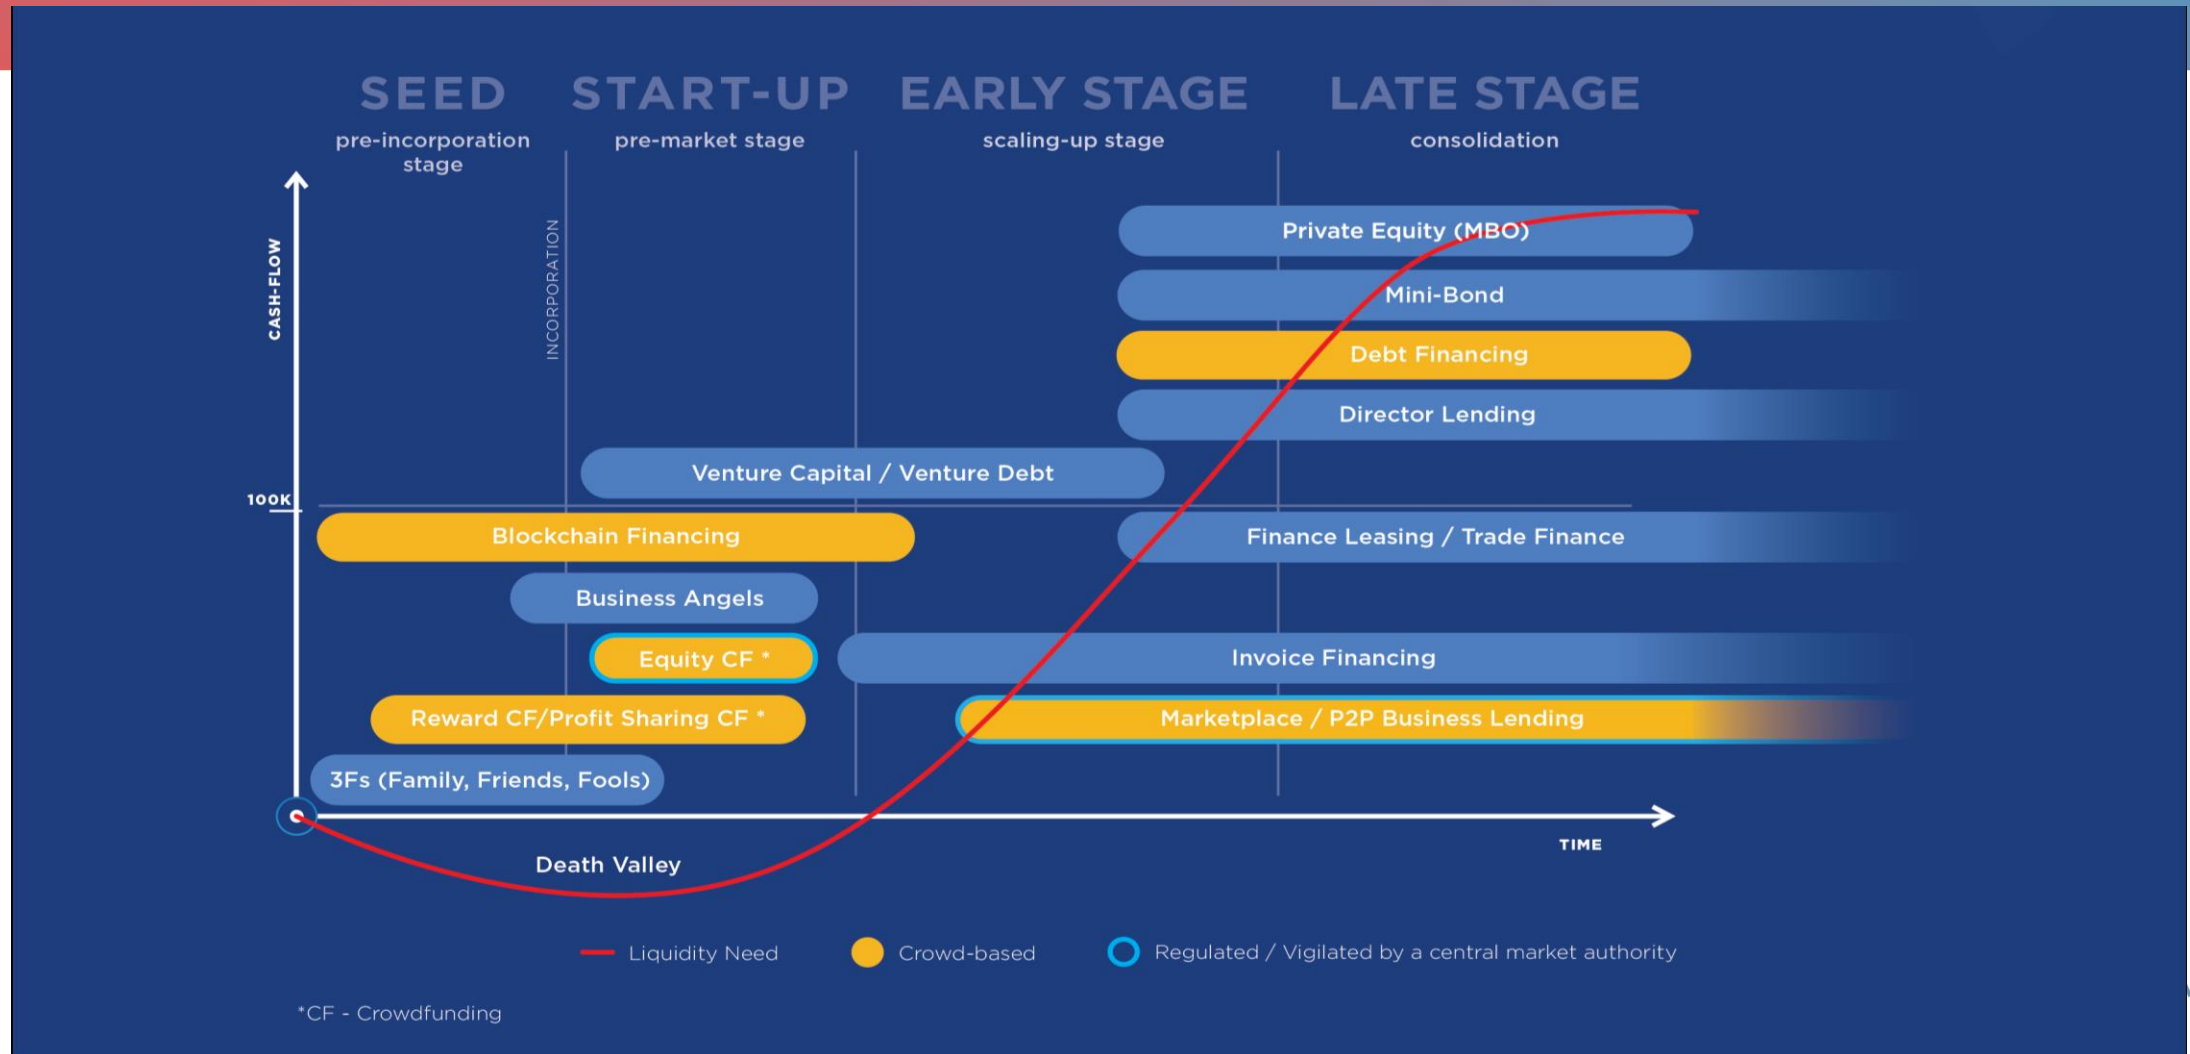 SEED
START-UP
EARLY STAGE
LATE STAGE
pre-incorporation
stage
pre-market stage
scaling-up stage
consolidation
CASH-FLOW
INCORPORATION
Private Equity (MBO)
Mini-Bond
Debt Financing
Director Lending
Venture Capital / Venture Debt
100K
Blockchain Financing
Finance Leasing / Trade Finance
Business Angels
Equity CF *
Invoice Financing
Reward CF/Profit Sharing CF *
Marketplace / P2P Business Lending
3Fs (Family, Friends, Fools)
TIME
Death Valley
Liquidity Need
Crowd-based
Regulated / Vigilated by a central market authority
*CF - Crowdfunding